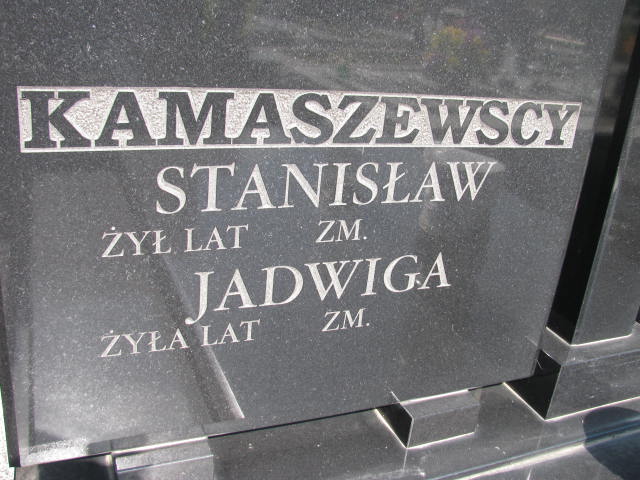 KAMASZEWSCY
STANISŁAW
ŻYŁ LAT ZM.
JADWIGA
ŻYŁA LAT ZM.